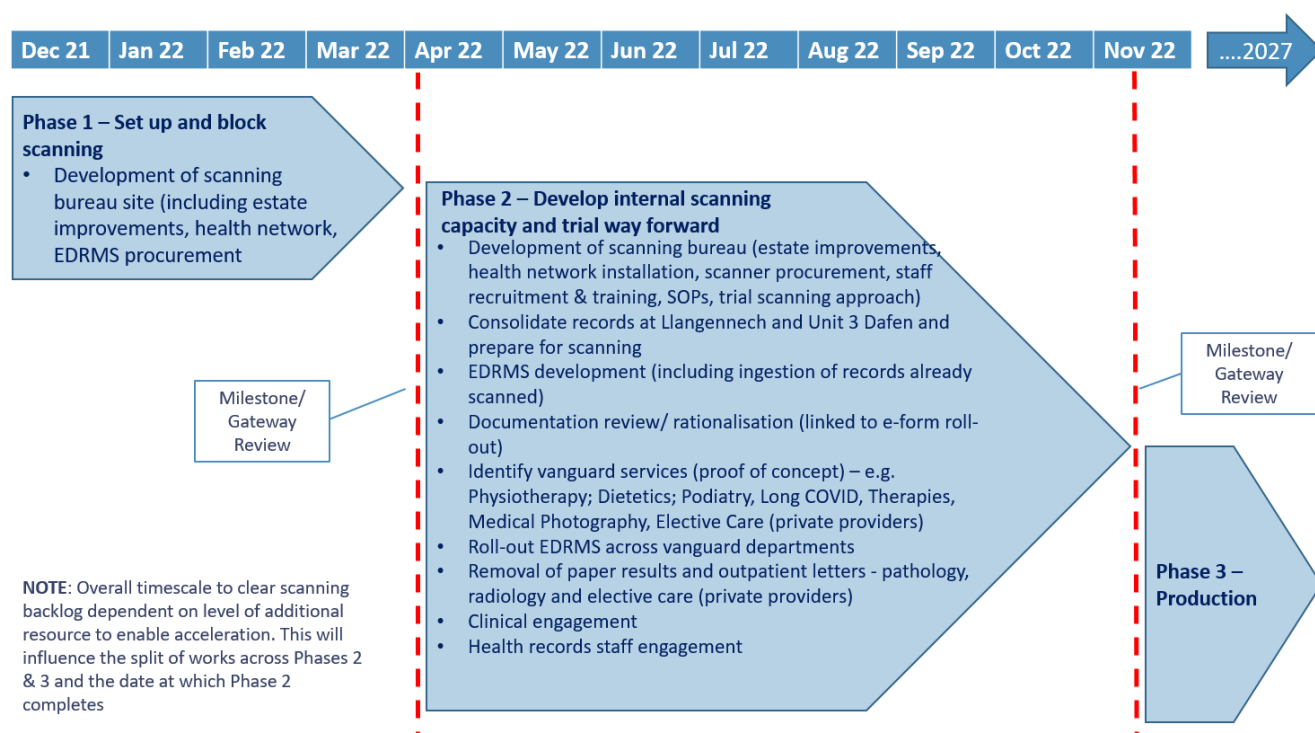 Dec 21 Jan 22 Feb 22 Mar 22 Apr 22 May 22 Jun 22 Jul 22 Aug 22 Sep 22 Oct 22 Nov 22 ....2027
Phase 1 – Set up and block
scanning
• Development of scanning
bureau site (including estate
improvements, health network,
EDRMS procurement
Phase 2 – Develop internal scanning
capacity and trial way forward
• Development of scanning bureau (estate improvements,
health network installation, scanner procurement, staff
recruitment & training, SOPs, trial scanning approach)
• Consolidate records at Llangennech and Unit 3 Dafen and
prepare for scanning
• EDRMS development (including ingestion of records already
scanned)
• Documentation review/ rationalisation (linked to e-form roll-
out)
• Identify vanguard services (proof of concept) – e.g.
Physiotherapy; Dietetics; Podiatry, Long COVID, Therapies,
Medical Photography, Elective Care (private providers)
• Roll-out EDRMS across vanguard departments
• Removal of paper results and outpatient letters - pathology,
radiology and elective care (private providers)
• Clinical engagement
• Health records staff engagement
Milestone/
Gateway
Review
Milestone/
Gateway
Review
Phase 3 –
Production
NOTE: Overall timescale to clear scanning
backlog dependent on level of additional
resource to enable acceleration. This will
influence the split of works across Phases 2
& 3 and the date at which Phase 2
completes